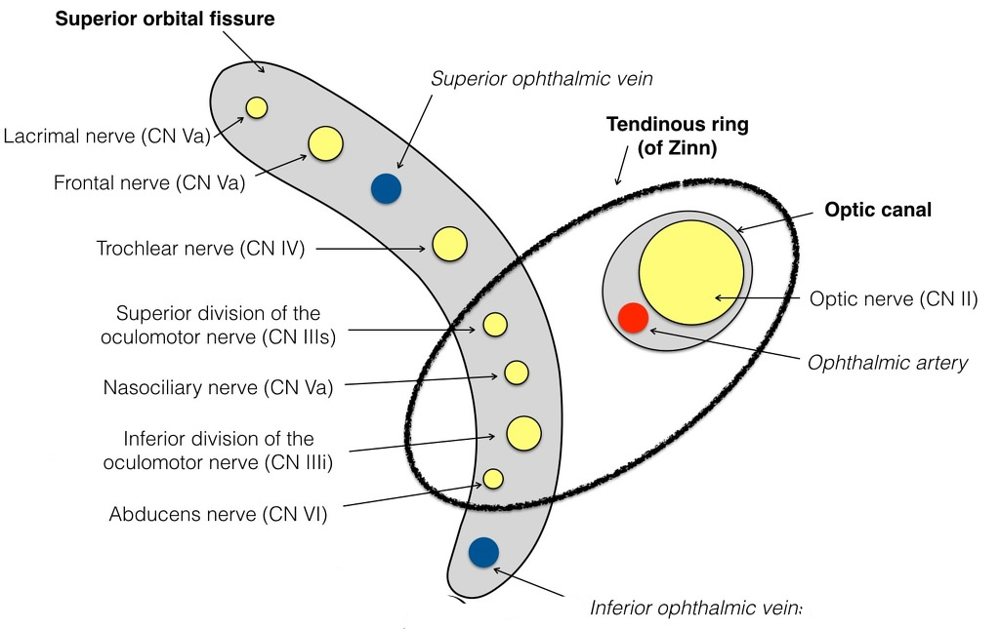 Superior orbital fissure
Superior ophthalmic vein
Tendinous ring
(of Zinn)
Lacrimal nerve (CN Va)
Frontal nerve (CN Va)
Optic canal
Trochlear nerve (CN IV)
Optic nerve (CN II)
Superior division of the
oculomotor nerve (CN IIIs)
Ophthalmic artery
Nasociliary nerve (CN Va)
Inferior division of the
oculomotor nerve (CN IIIi)
Abducens nerve (CN VI)
Inferior ophthalmic vein: